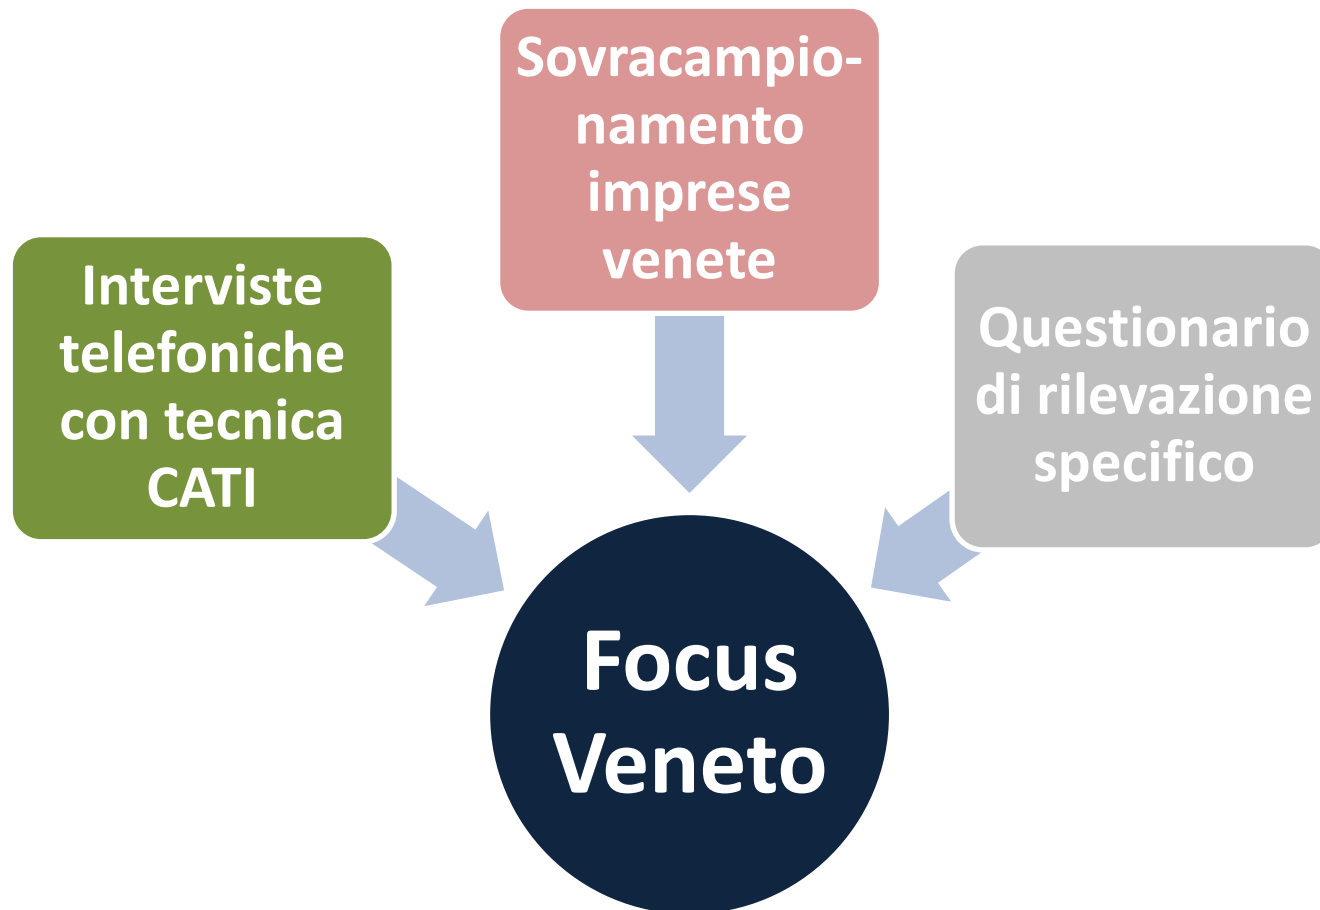 Sovracampio-
namento
imprese
venete
Interviste
telefoniche
con tecnica
CATI
Questionario
di rilevazione
specifico
Focus
Veneto